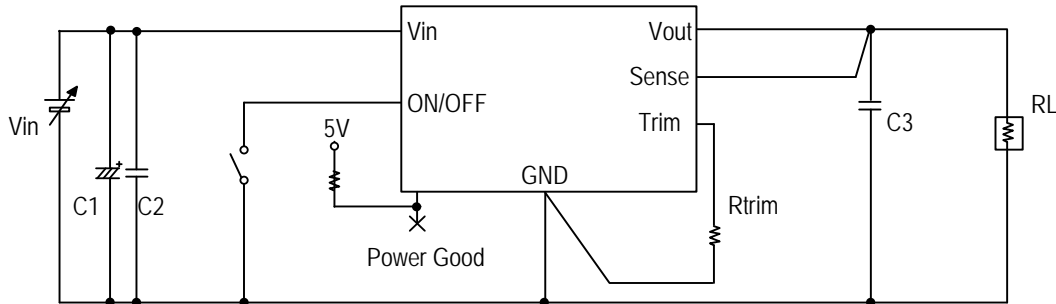 Vin
Vout
Sense
ON/OFF
Trim
GND
Vin
C1
+
C2
5V
Power Good
Rtrim
C3
RL